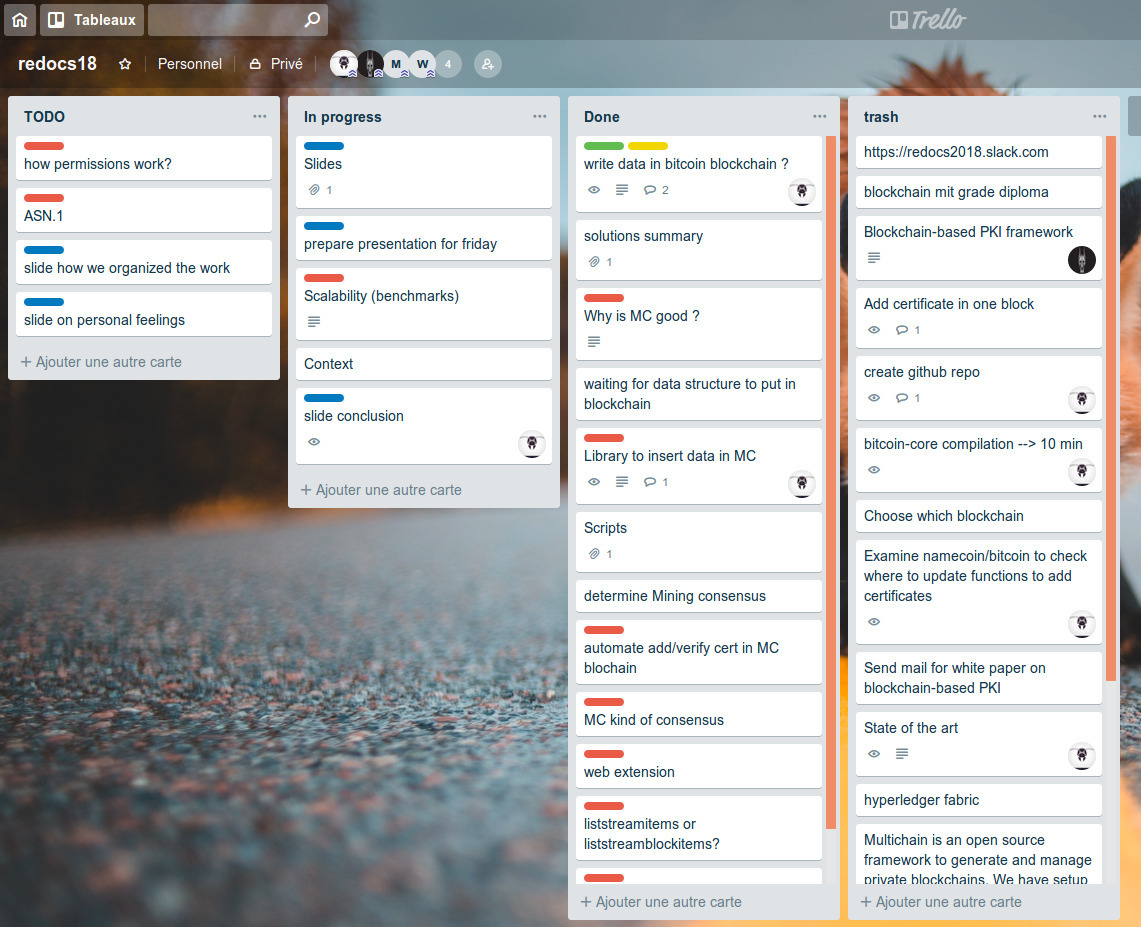 Tableaux
Trello
redocs18
Personnel
Privé
M
W
4
TODO
how permissions work?
ASN.1
slide how we organized the work
slide on personal feelings
+ Ajouter une autre carte
In progress
Slides
1
prepare presentation for friday
Scalability (benchmarks)
Context
slide conclusion
+ Ajouter une autre carte
Done
write data in bitcoin blockchain ?
2
solutions summary
1
Why is MC good ?
waiting for data structure to put in
blockchain
Library to insert data in MC
1
Scripts
1
determine Mining consensus
automate add/verify cert in MC
blochain
MC kind of consensus
web extension
liststreamitems or
liststreamblockitems?
+ Ajouter une autre carte
trash
https://redocs2018.slack.com
blockchain mit grade diploma
Blockchain-based PKI framework
Add certificate in one block
1
create github repo
1
bitcoin-core compilation --> 10 min
Choose which blockchain
Examine namecoin/bitcoin to check
where to update functions to add
certificates
Send mail for white paper on
blockchain-based PKI
State of the art
hyperledger fabric
Multichain is an open source
framework to generate and manage
private blockchains. We have setup
+ Ajouter une autre carte